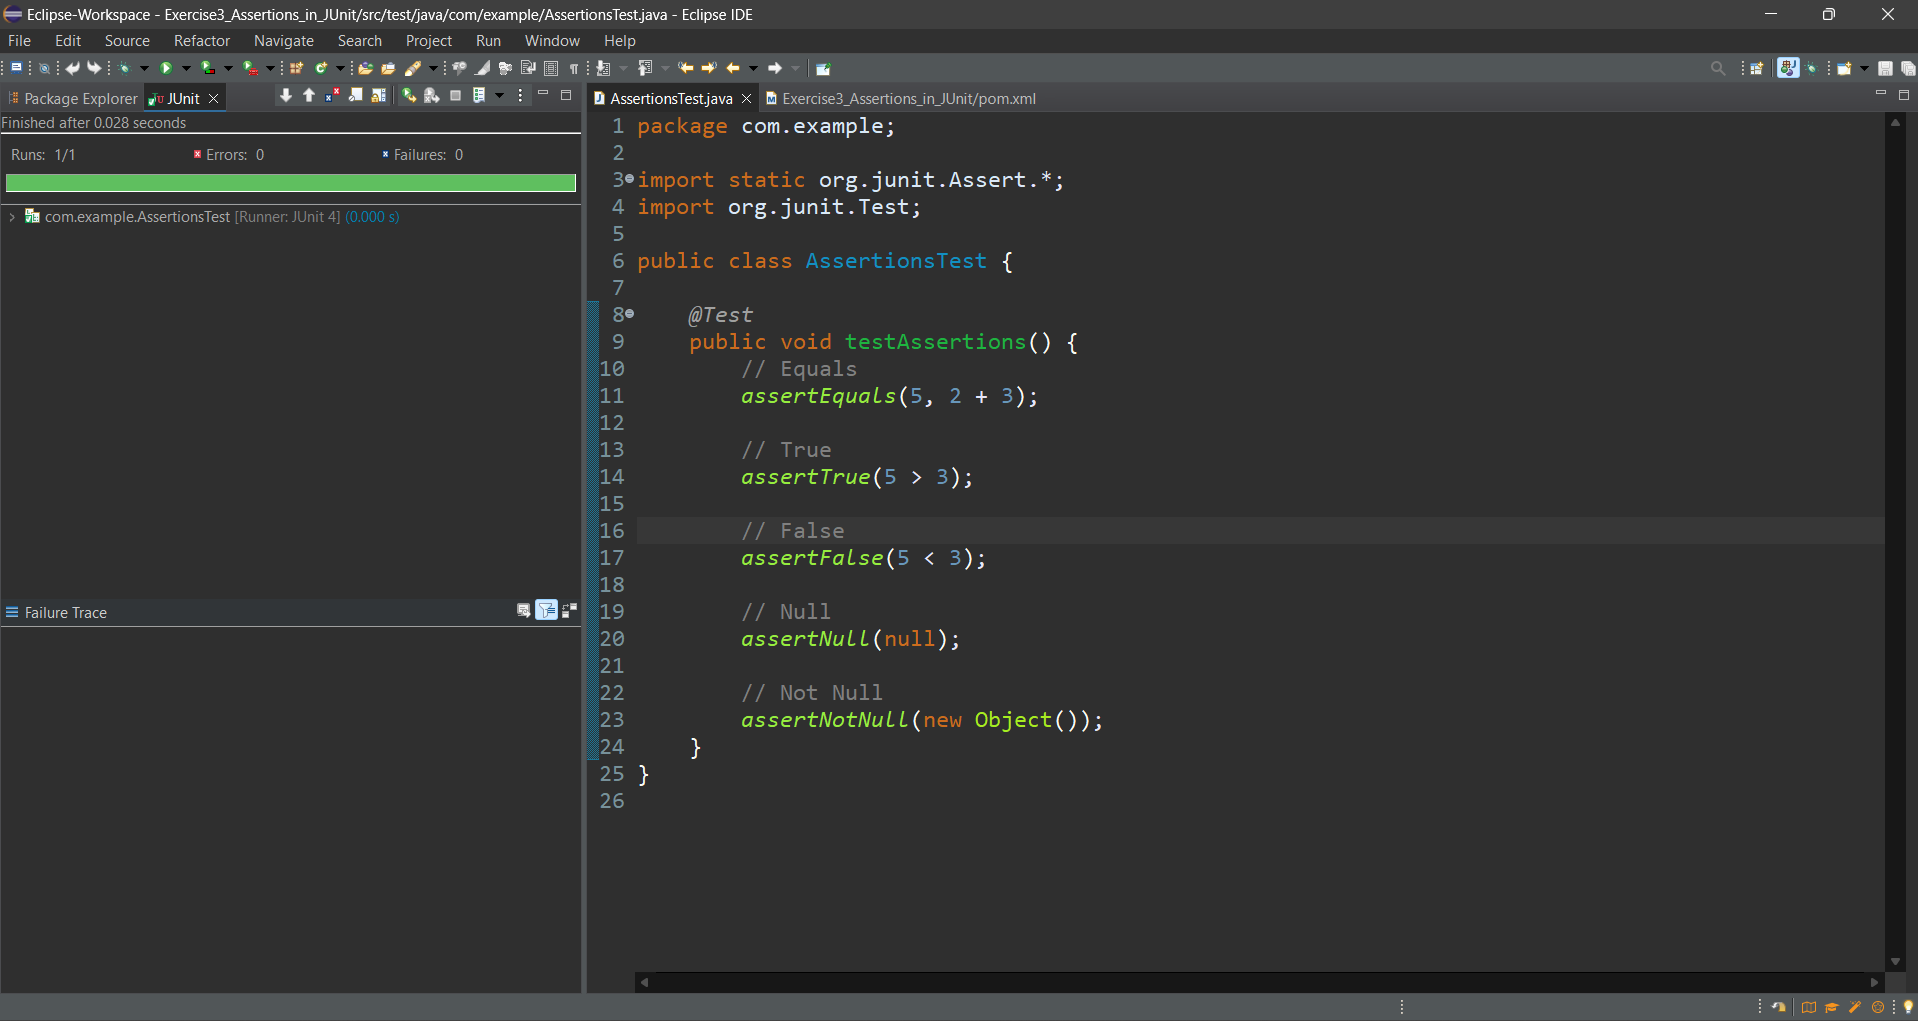 Eclipse-Workspace - Exercise3_Assertions_in_JUnit/src/test/java/com/example/AssertionsTest.java - Eclipse IDE
File Edit Source Refactor Navigate Search Project Run Window Help
Package Explorer JUnit
Finished after 0.028 seconds
Runs: 1/1 Errors: 0 Failures: 0
com.example.AssertionsTest [Runner: JUnit 4] (0.000 s)
Failure Trace
AssertionsTest.java Exercise3_Assertions_in_JUnit/pom.xml
1 package com.example;
2
3 import static org.junit.Assert.*;
4 import org.junit.Test;
5
6 public class AssertionsTest {
7
8 @Test
9 public void testAssertions() {
10 // Equals
11 assertEquals(5, 2 + 3);
12
13 // True
14 assertTrue(5 > 3);
15
16 // False
17 assertFalse(5 < 3);
18
19 // Null
20 assertNull(null);
21
22 // Not Null
23 assertNotNull(new Object());
24 }
25 }
26